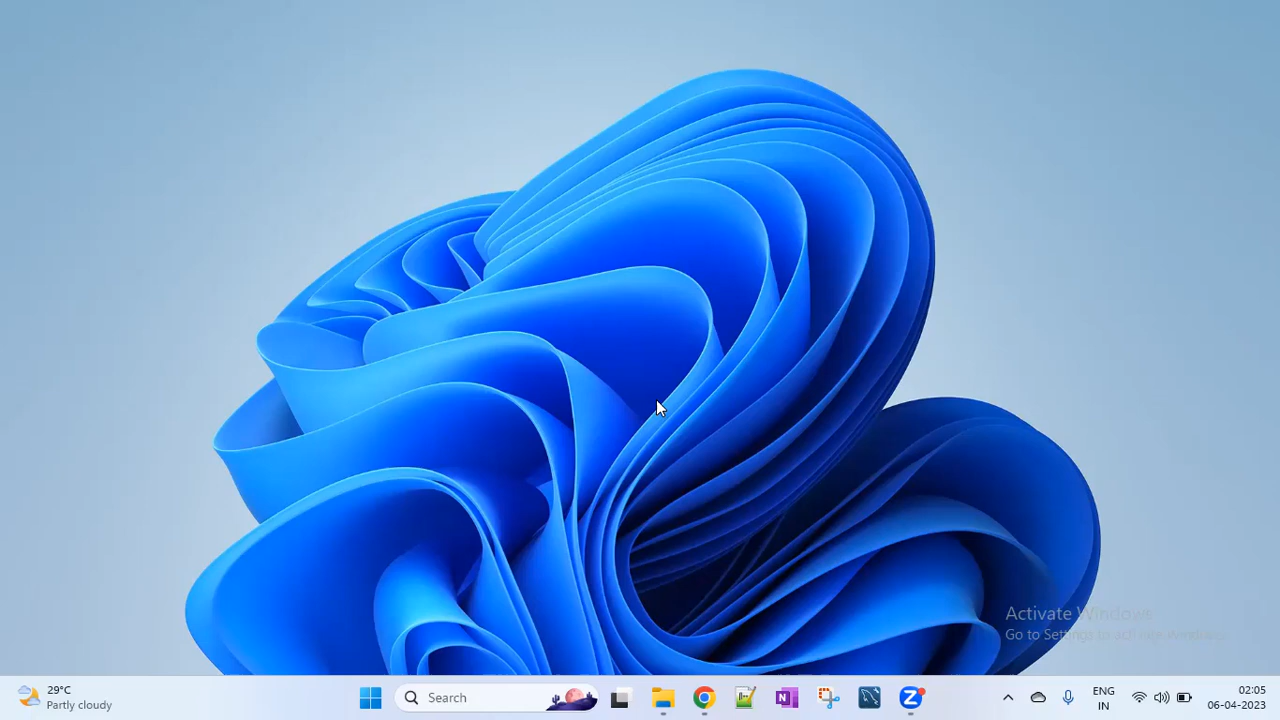 Activate Windows
Go to Settings to activate Windows.
29°C
Partly cloudy
Search
ENG
IN
02:05
06-04-2023